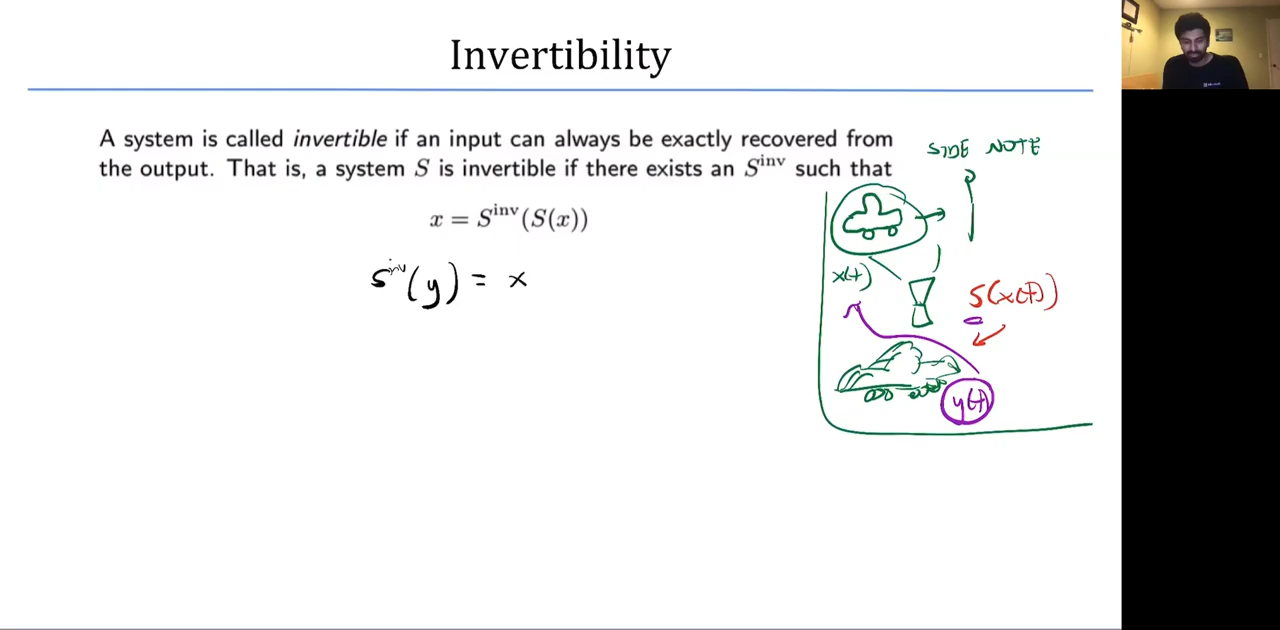 Invertibility
A system is called invertible if an input can always be exactly recovered from
the output. That is, a system S is invertible if there exists an S^inv such that
x = S^inv(S(x))
S^inv(y) = x
SIDE NOTE
x(t)
S(x(t))
y(t)